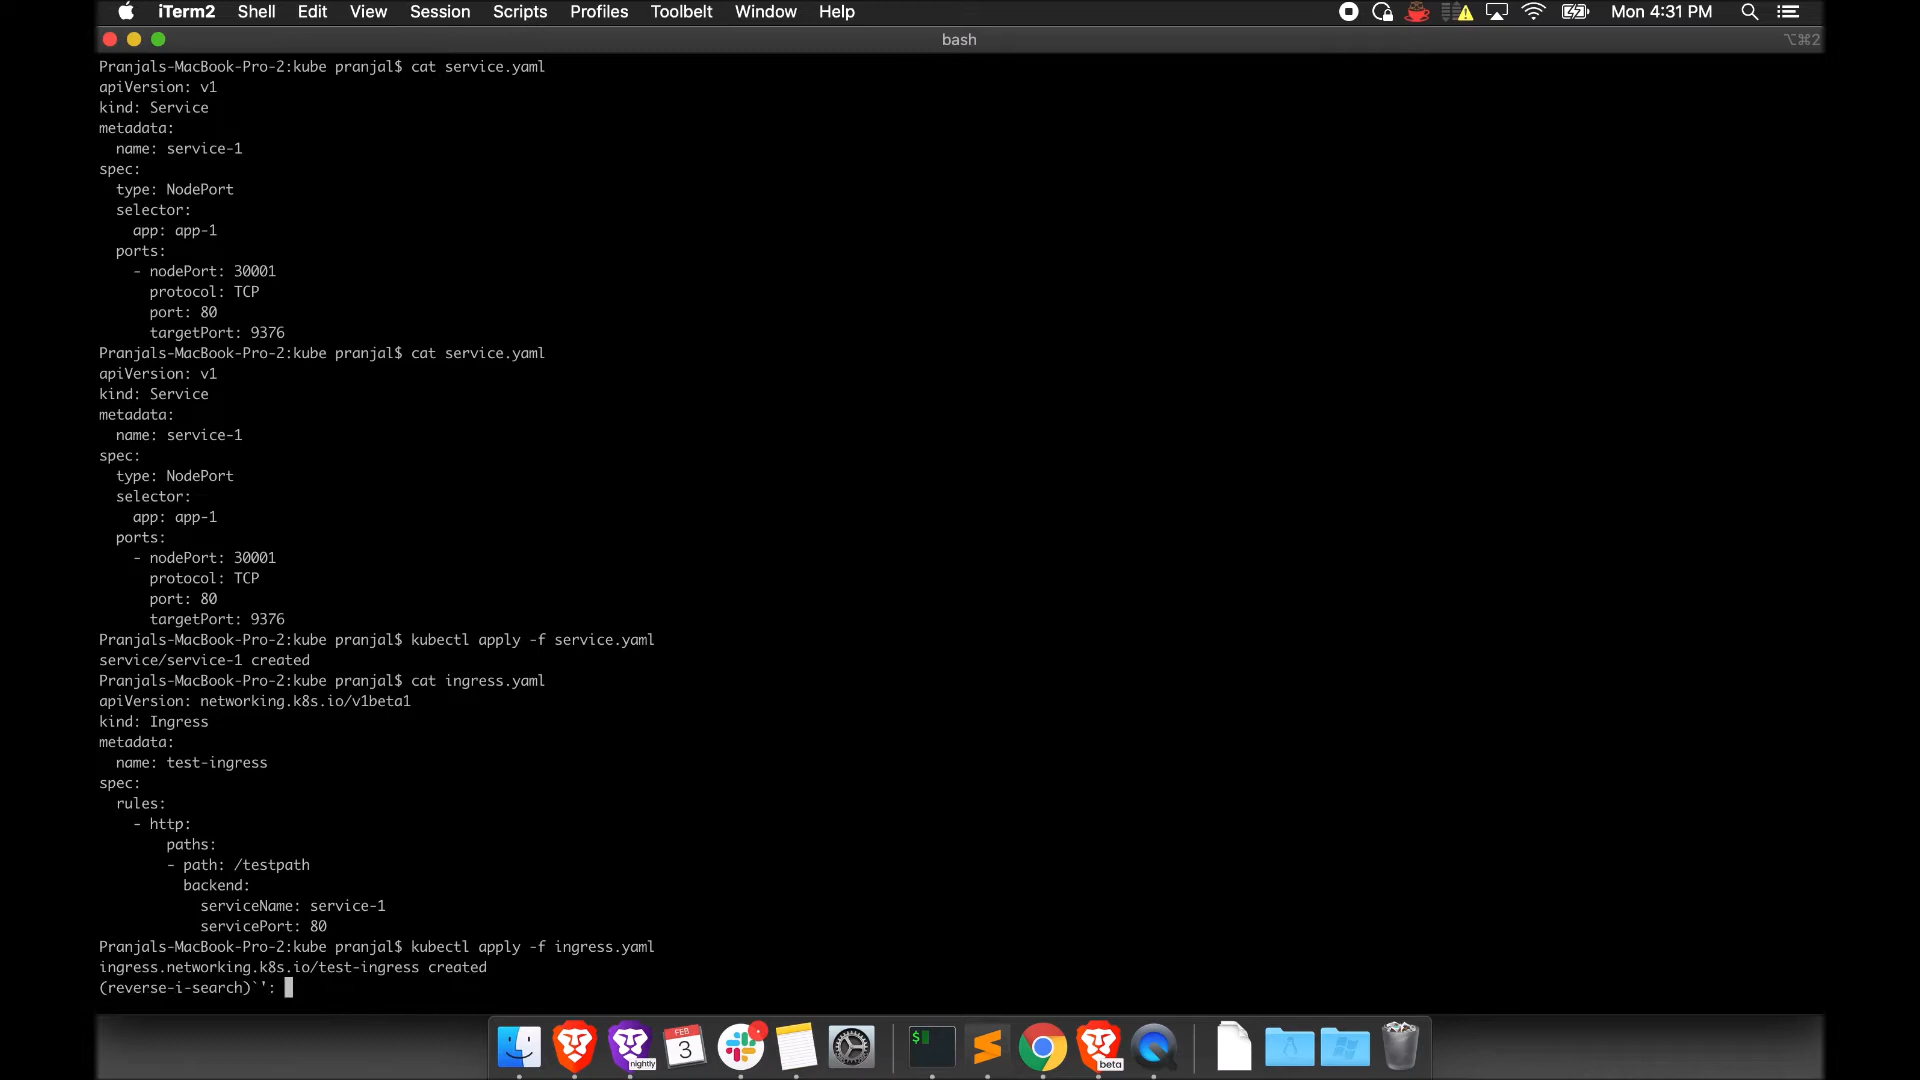 iTerm2 Shell Edit View Session Scripts Profiles Toolbelt Window Help Mon 4:31 PM
bash ⌥⌘2
Pranjals-MacBook-Pro-2:kube pranjal$ cat service.yaml
apiVersion: v1
kind: Service
metadata:
  name: service-1
spec:
  type: NodePort
  selector:
    app: app-1
  ports:
    - nodePort: 30001
      protocol: TCP
      port: 80
      targetPort: 9376
Pranjals-MacBook-Pro-2:kube pranjal$ cat service.yaml
apiVersion: v1
kind: Service
metadata:
  name: service-1
spec:
  type: NodePort
  selector:
    app: app-1
  ports:
    - nodePort: 30001
      protocol: TCP
      port: 80
      targetPort: 9376
Pranjals-MacBook-Pro-2:kube pranjal$ kubectl apply -f service.yaml
service/service-1 created
Pranjals-MacBook-Pro-2:kube pranjal$ cat ingress.yaml
apiVersion: networking.k8s.io/v1beta1
kind: Ingress
metadata:
  name: test-ingress
spec:
  rules:
    - http:
        paths:
        - path: /testpath
          backend:
            serviceName: service-1
            servicePort: 80
Pranjals-MacBook-Pro-2:kube pranjal$ kubectl apply -f ingress.yaml
ingress.networking.k8s.io/test-ingress created
(reverse-i-search)`':
FEB
3
$
nightly
beta